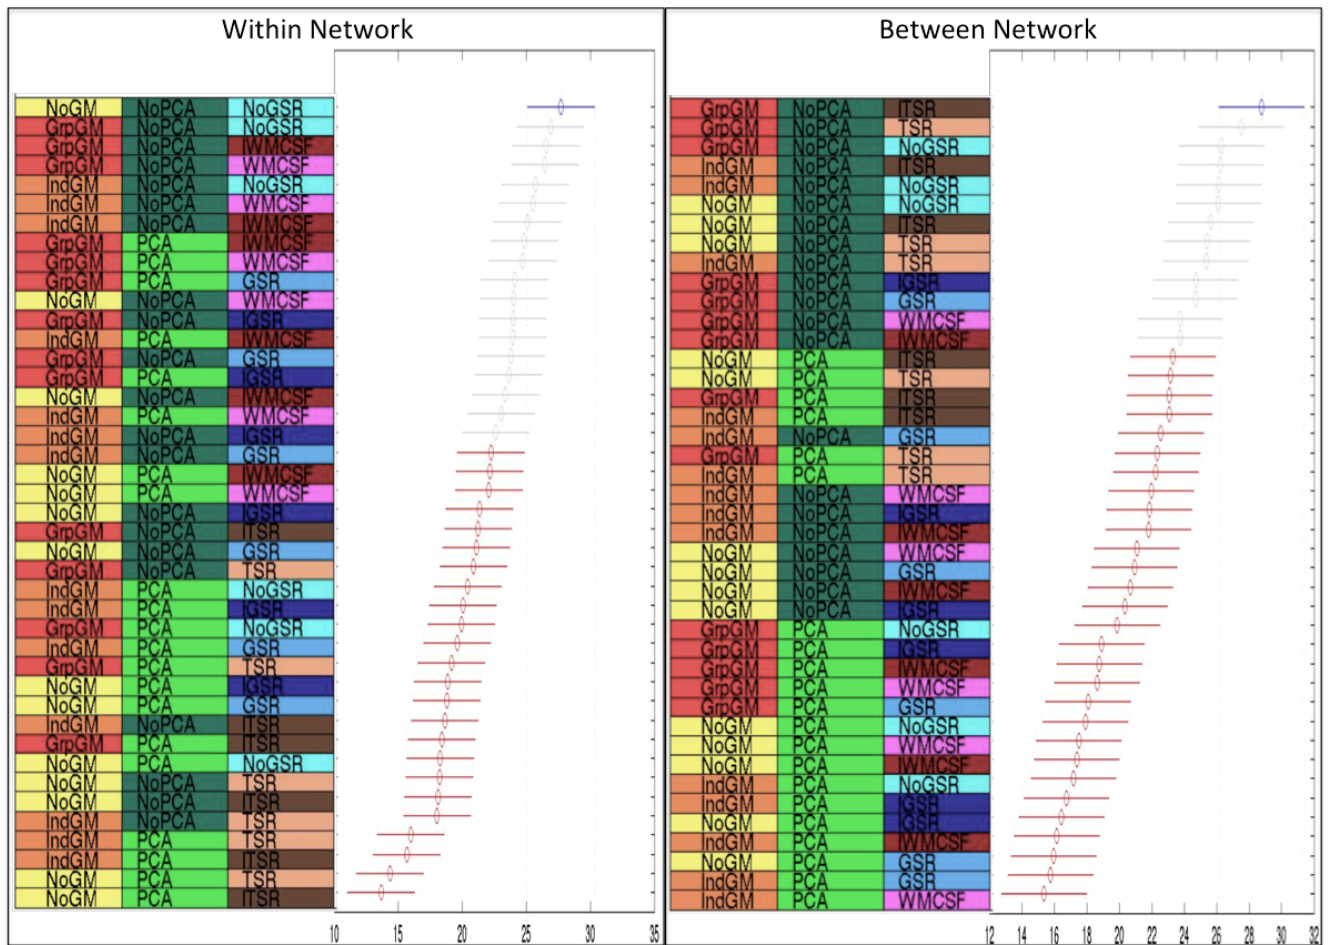 Within Network
NoGM NoPCA NoGSR
GrpGM NoPCA NoGSR
GrpGM NoPCA IWMCSF
GrpGM NoPCA WMCSF
IndGM NoPCA NoGSR
IndGM NoPCA WMCSF
IndGM NoPCA IWMCSF
GrpGM PCA IWMCSF
GrpGM PCA WMCSF
GrpGM PCA GSR
NoGM NoPCA WMCSF
GrpGM NoPCA IGSR
IndGM PCA IWMCSF
GrpGM NoPCA GSR
GrpGM PCA IGSR
NoGM NoPCA IWMCSF
IndGM PCA WMCSF
IndGM NoPCA IGSR
IndGM NoPCA GSR
NoGM PCA IWMCSF
NoGM PCA WMCSF
NoGM NoPCA IGSR
GrpGM NoPCA ITSR
NoGM NoPCA GSR
GrpGM NoPCA TSR
IndGM PCA NoGSR
IndGM PCA IGSR
GrpGM PCA NoGSR
IndGM PCA GSR
GrpGM PCA TSR
NoGM PCA IGSR
NoGM PCA GSR
IndGM NoPCA ITSR
GrpGM PCA ITSR
NoGM PCA NoGSR
NoGM NoPCA TSR
NoGM NoPCA ITSR
IndGM NoPCA TSR
IndGM PCA TSR
IndGM PCA ITSR
NoGM PCA TSR
NoGM PCA ITSR
10 15 20 25 30 35
Between Network
GrpGM NoPCA ITSR
GrpGM NoPCA TSR
GrpGM NoPCA NoGSR
IndGM NoPCA ITSR
IndGM NoPCA NoGSR
NoGM NoPCA NoGSR
NoGM NoPCA ITSR
NoGM NoPCA TSR
IndGM NoPCA TSR
GrpGM NoPCA IGSR
GrpGM NoPCA GSR
GrpGM NoPCA WMCSF
GrpGM NoPCA IWMCSF
NoGM PCA ITSR
NoGM PCA TSR
GrpGM PCA ITSR
IndGM PCA ITSR
IndGM NoPCA GSR
GrpGM PCA TSR
IndGM PCA TSR
IndGM NoPCA WMCSF
IndGM NoPCA IGSR
IndGM NoPCA IWMCSF
NoGM NoPCA WMCSF
NoGM NoPCA GSR
NoGM NoPCA IWMCSF
NoGM NoPCA IGSR
GrpGM PCA NoGSR
GrpGM PCA IGSR
GrpGM PCA IWMCSF
GrpGM PCA WMCSF
GrpGM PCA GSR
NoGM PCA NoGSR
NoGM PCA WMCSF
NoGM PCA IWMCSF
IndGM PCA NoGSR
IndGM PCA IGSR
NoGM PCA IGSR
IndGM PCA IWMCSF
NoGM PCA GSR
IndGM PCA GSR
IndGM PCA WMCSF
12 14 16 18 20 22 24 26 28 30 32